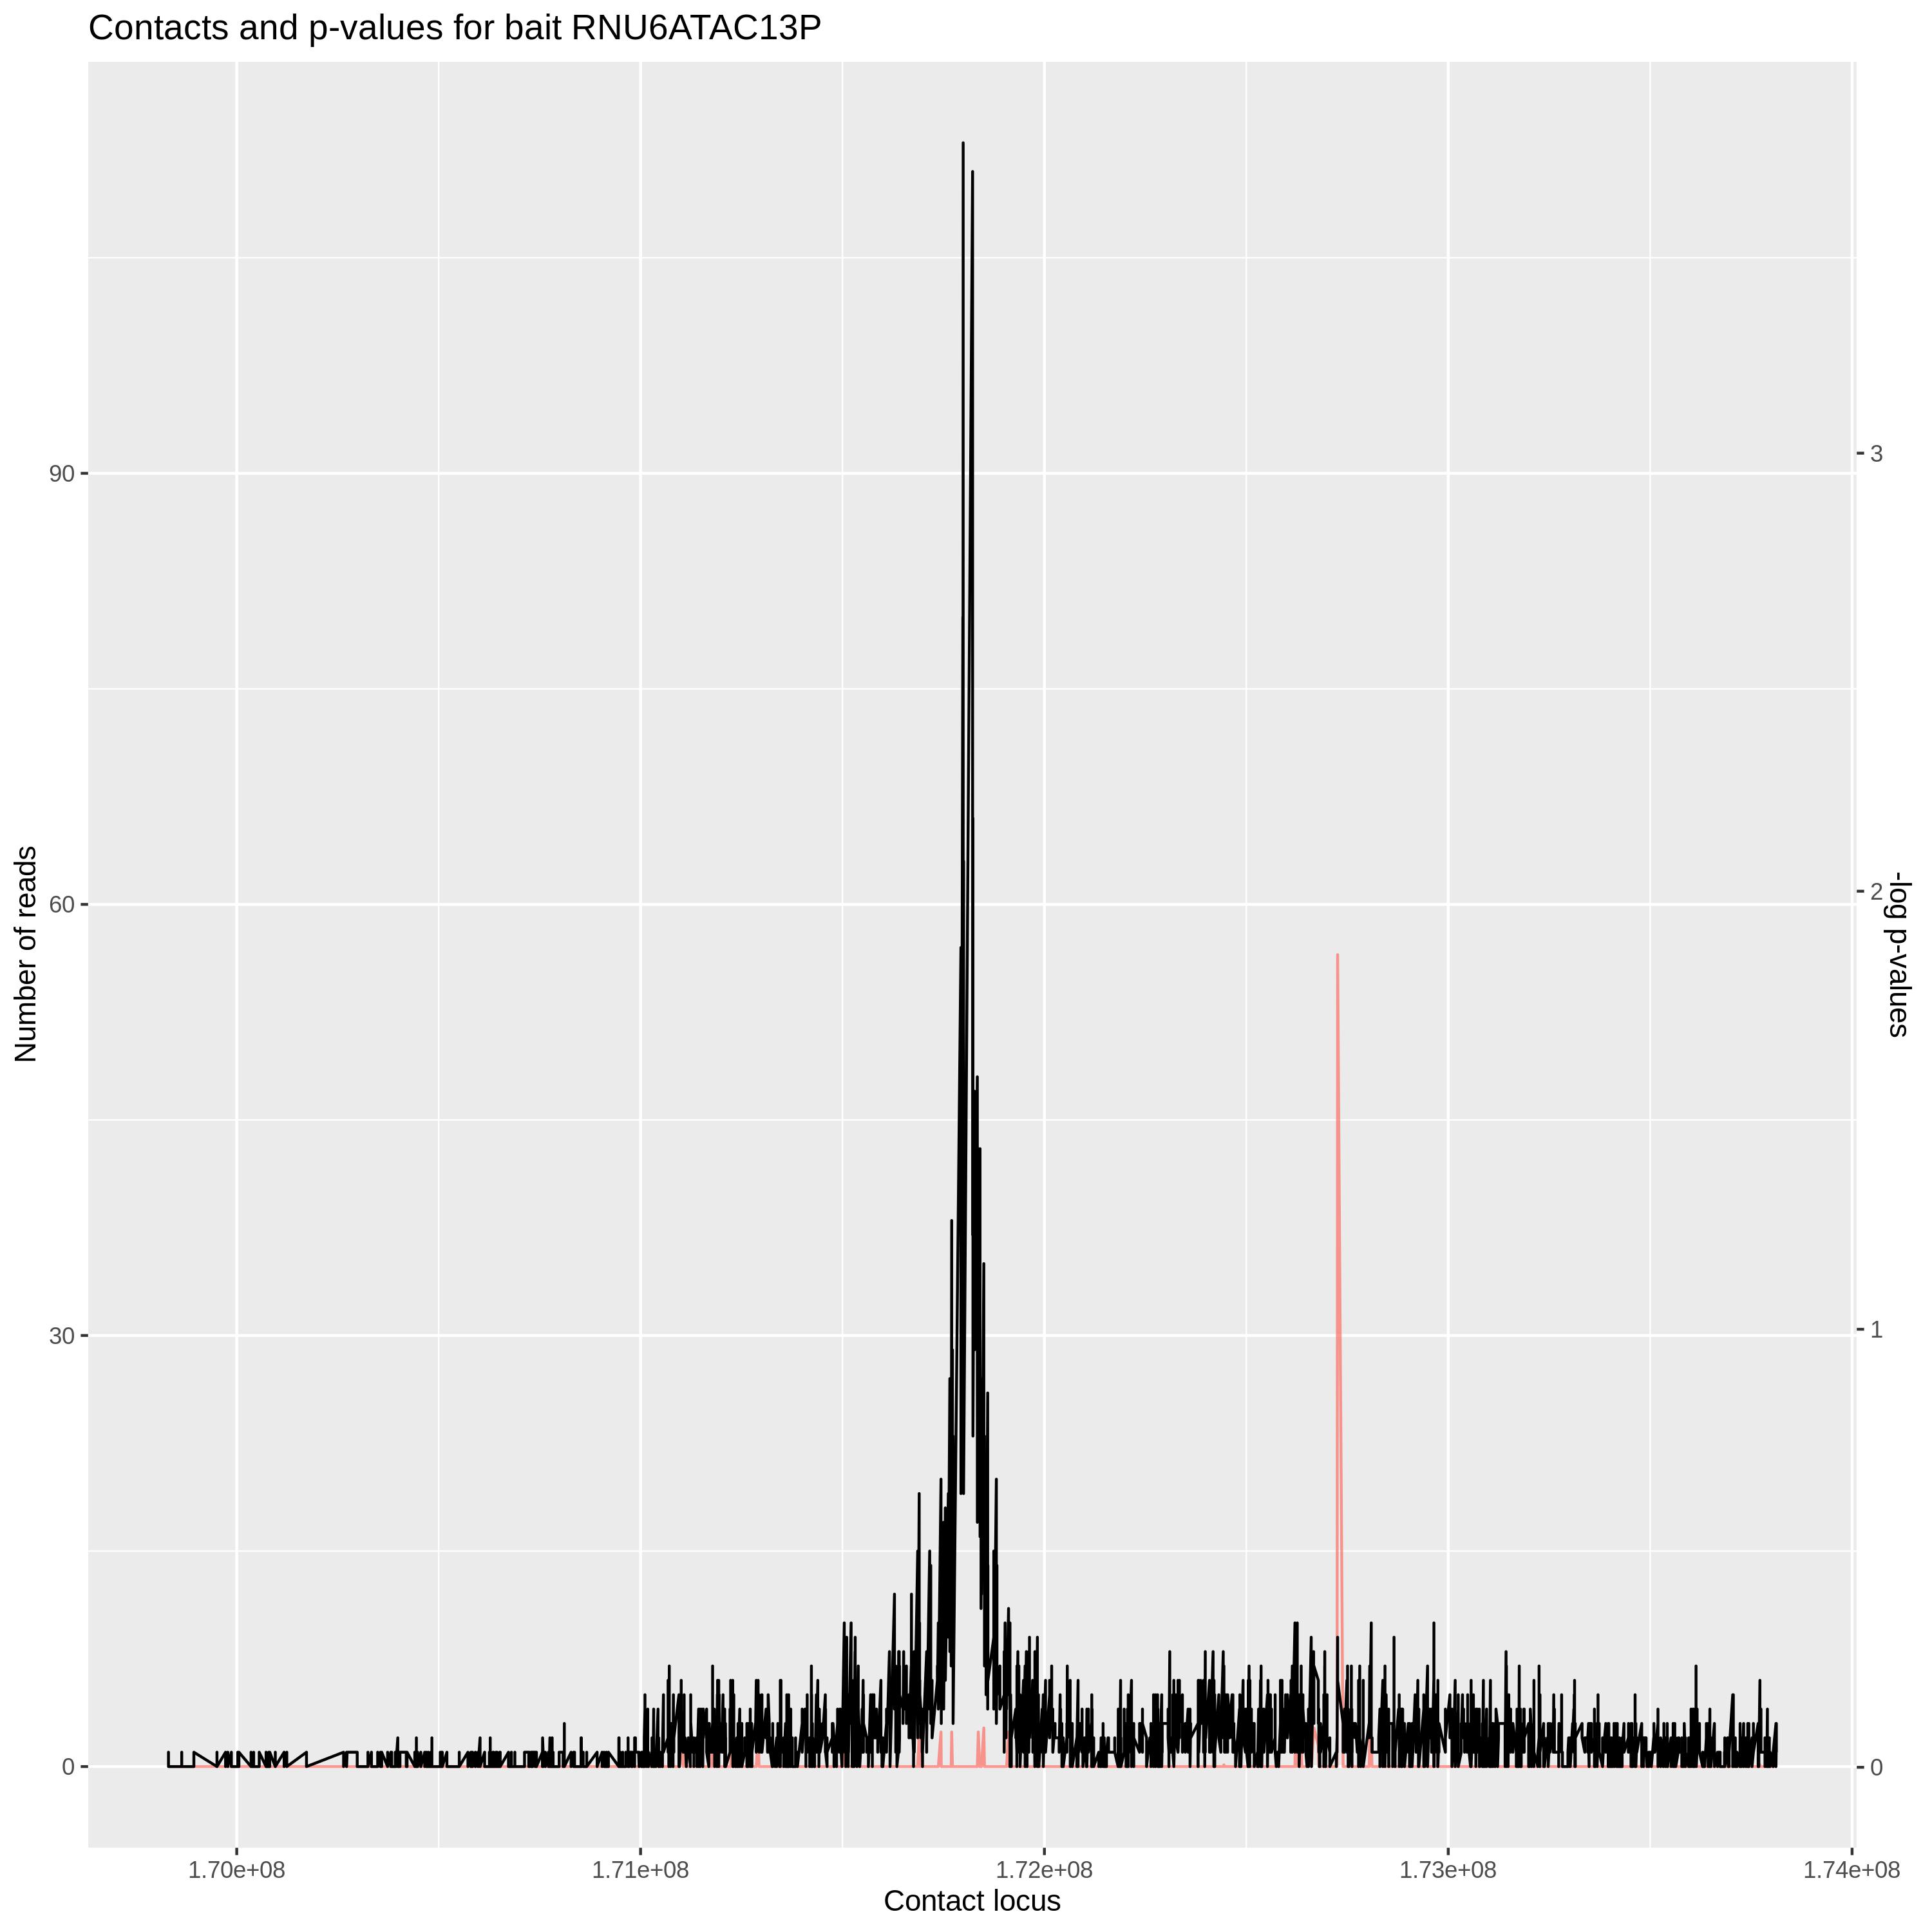 Contacts and p-values for bait RNU6ATAC13P
90
60
30
0
Number of reads
3
2
1
0
-log p-values
1.70e+08
1.71e+08
1.72e+08
1.73e+08
1.74e+08
Contact locus